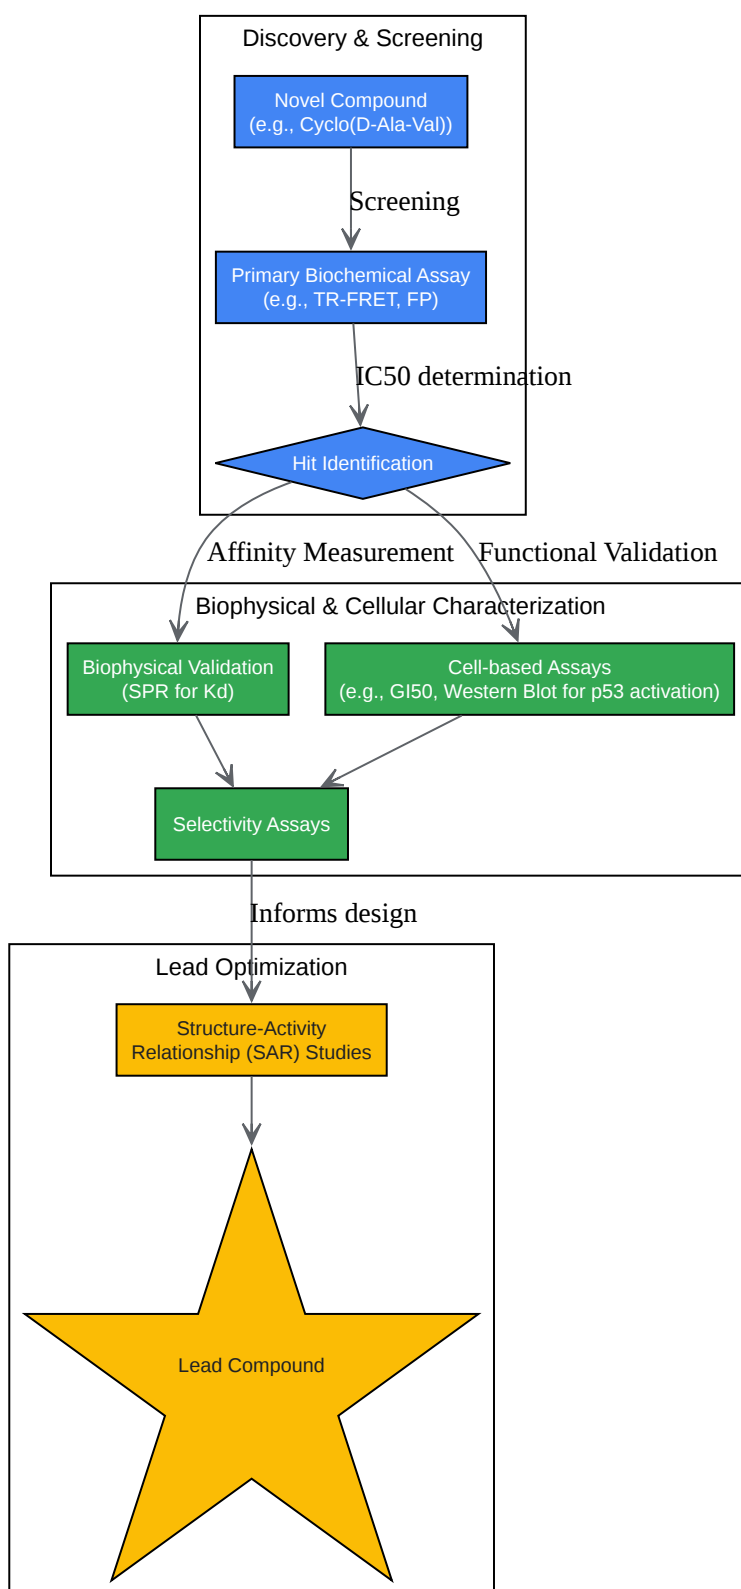 Discovery & Screening
Novel Compound
(e.g., Cyclo(D-Ala-Val))
Screening
Primary Biochemical Assay
(e.g., TR-FRET, FP)
IC50 determination
Hit Identification
Affinity Measurement
Functional Validation
Biophysical & Cellular Characterization
Biophysical Validation
(SPR for Kd)
Cell-based Assays
(e.g., GI50, Western Blot for p53 activation)
Selectivity Assays
Informs design
Lead Optimization
Structure-Activity
Relationship (SAR) Studies
Lead Compound